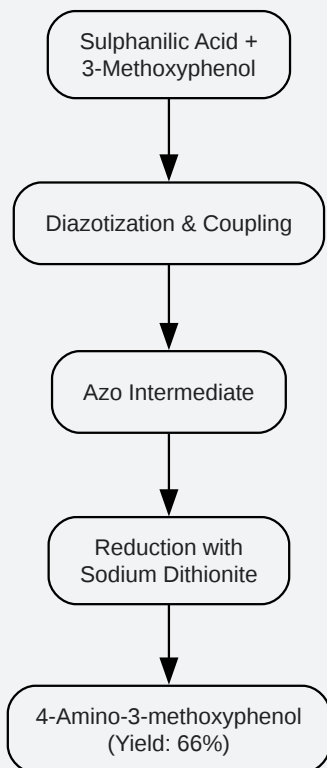 Sulphanilic Acid +
3-Methoxyphenol
Diazotization & Coupling
Azo Intermediate
Reduction with
Sodium Dithionite
4-Amino-3-methoxyphenol
(Yield: 66%)